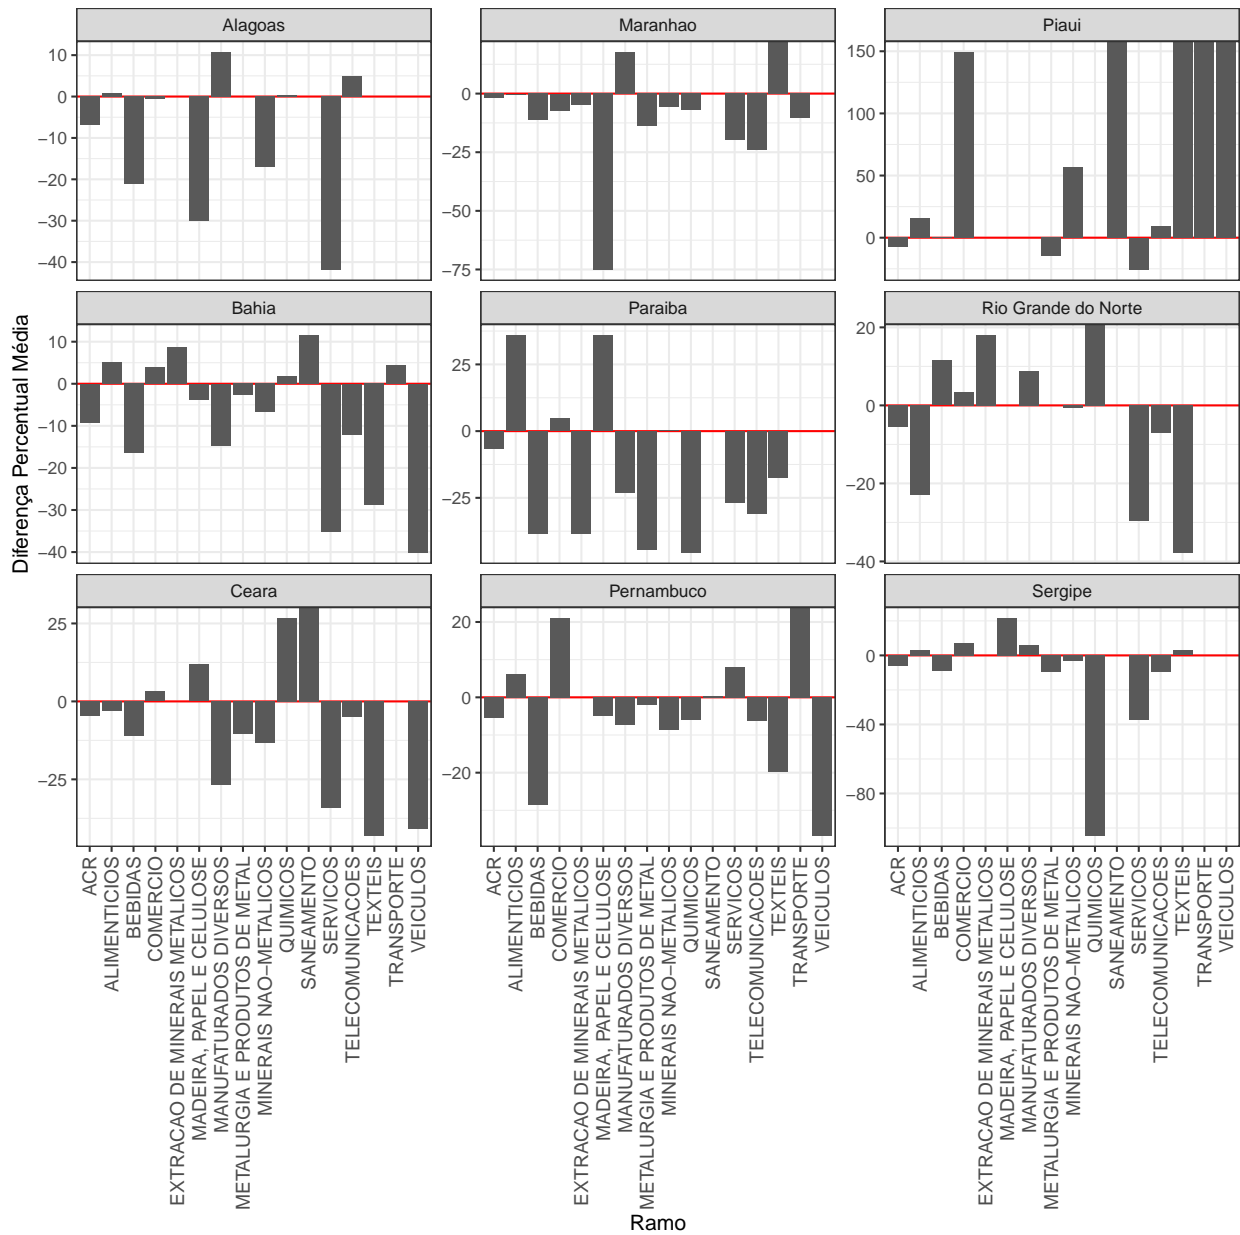 Alagoas
Maranhao
Piaui
10
0
−10
−20
−30
−40
0
−25
−50
−75
150
100
50
0
Bahia
Paraiba
Rio Grande do Norte
10
0
−10
−20
−30
−40
25
0
−25
20
0
−20
−40
Ceara
Pernambuco
Sergipe
25
0
−25
20
0
−20
0
−40
−80
Diferença Percentual Média
ACR
ALIMENTICIOS
BEBIDAS
COMERCIO
EXTRACAO DE MINERAIS METALICOS
MADEIRA, PAPEL E CELULOSE
MANUFATURADOS DIVERSOS
METALURGIA E PRODUTOS DE METAL
MINERAIS NAO−METALICOS
QUIMICOS
SANEAMENTO
SERVICOS
TELECOMUNICACOES
TEXTEIS
TRANSPORTE
VEICULOS
ACR
ALIMENTICIOS
BEBIDAS
COMERCIO
EXTRACAO DE MINERAIS METALICOS
MADEIRA, PAPEL E CELULOSE
MANUFATURADOS DIVERSOS
METALURGIA E PRODUTOS DE METAL
MINERAIS NAO−METALICOS
QUIMICOS
SANEAMENTO
SERVICOS
TELECOMUNICACOES
TEXTEIS
TRANSPORTE
VEICULOS
ACR
ALIMENTICIOS
BEBIDAS
COMERCIO
EXTRACAO DE MINERAIS METALICOS
MADEIRA, PAPEL E CELULOSE
MANUFATURADOS DIVERSOS
METALURGIA E PRODUTOS DE METAL
MINERAIS NAO−METALICOS
QUIMICOS
SANEAMENTO
SERVICOS
TELECOMUNICACOES
TEXTEIS
TRANSPORTE
VEICULOS
Ramo